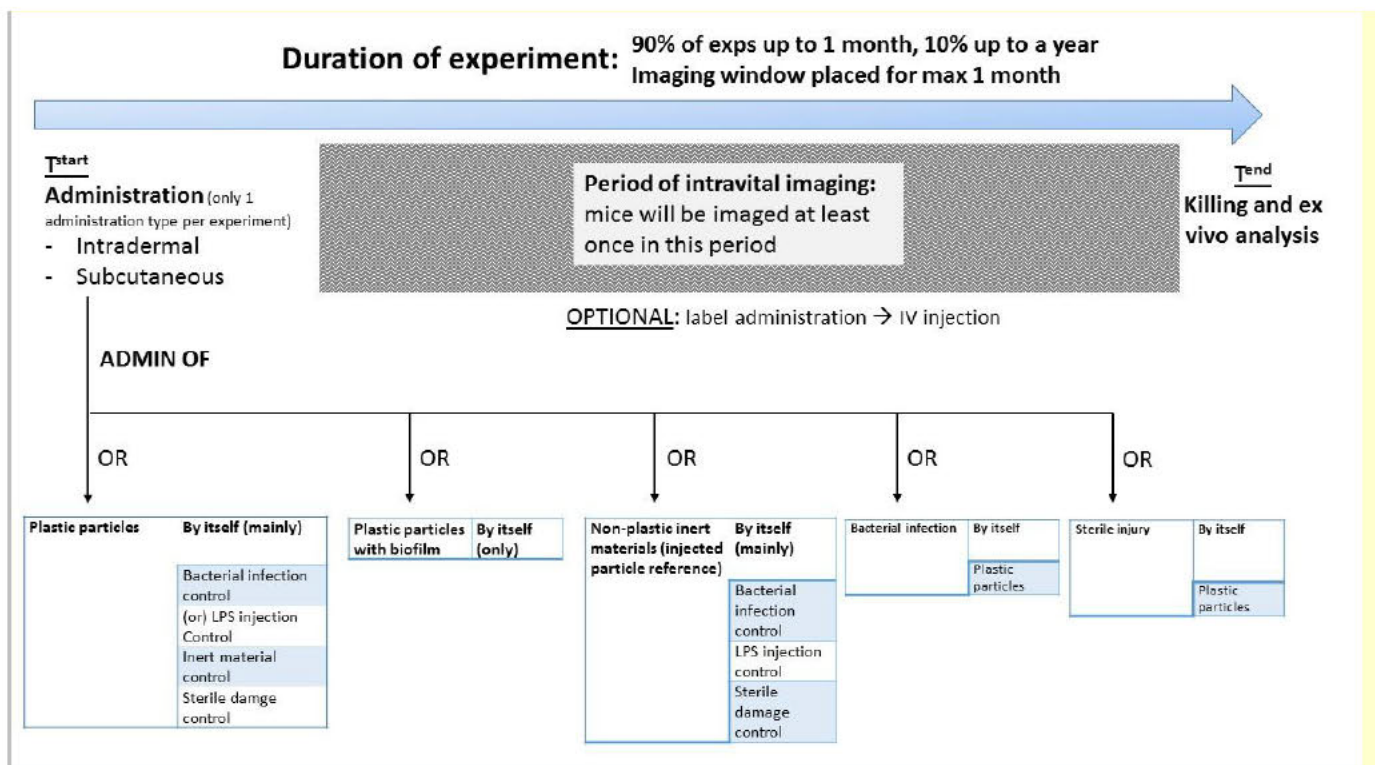 Duration of experiment:
90% of exps up to 1 month, 10% up to a year
Imaging window placed for max 1 month
Tstart
Administration (only 1
administration type per experiment)
- Intradermal
- Subcutaneous
Period of intravital imaging:
mice will be imaged at least
once in this period
Tend
Killing and ex
vivo analysis
OPTIONAL: label administration → IV injection
ADMIN OF
OR
OR
OR
OR
OR
Plastic particles
By itself (mainly)
Bacterial infection
control
(or) LPS injection
Control
Inert material
control
Sterile damge
control
Plastic particles
with biofilm
By itself
(only)
Non-plastic inert
materials (injected
particle reference)
By itself
(mainly)
Bacterial
infection
control
LPS injection
control
Sterile
damage
control
Bacterial infection
By itself
Plastic
particles
Sterile injury
By itself
Plastic
particles